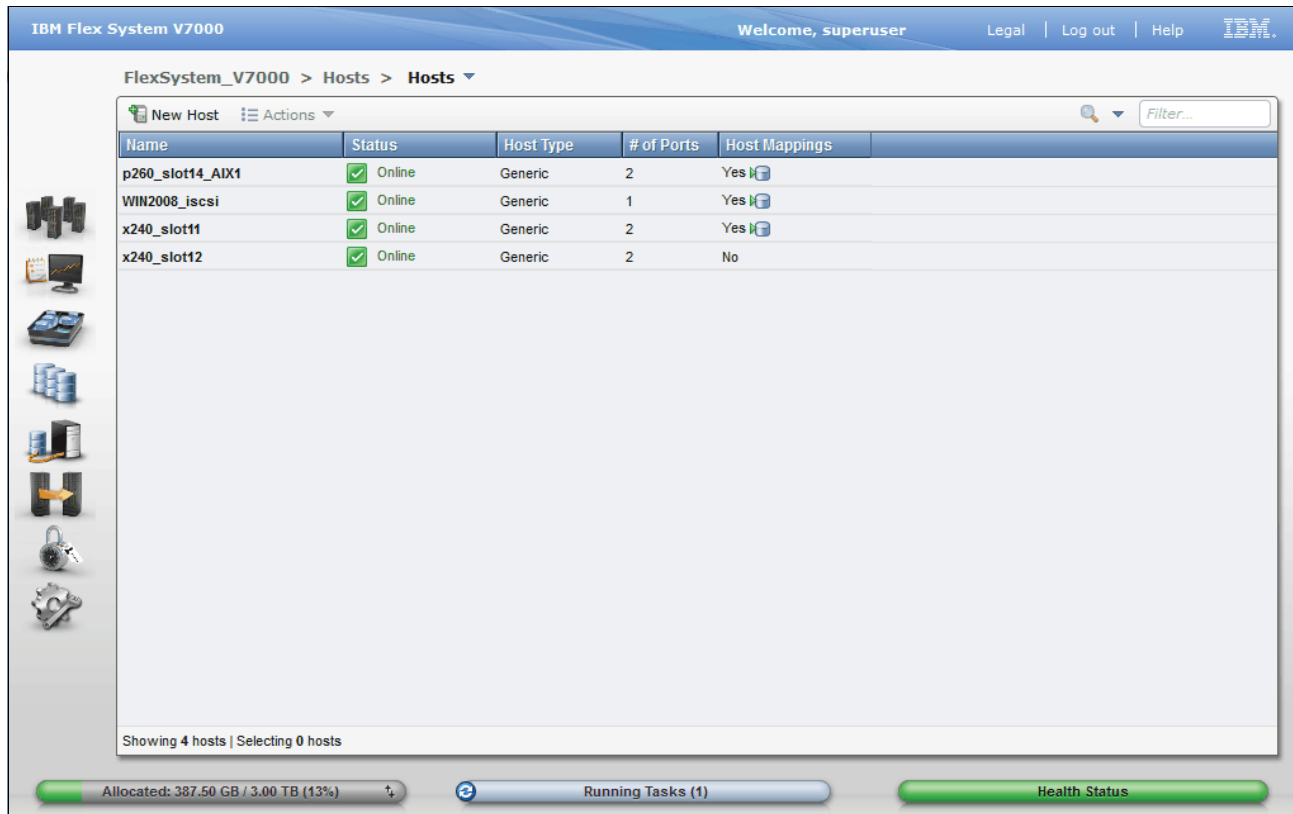 IBM Flex System V7000 Welcome, superuser Legal | Log out | Help IBM.
FlexSystem_V7000 > Hosts > Hosts
New Host Actions Filter...
Name Status Host Type # of Ports Host Mappings
p260_slot14_AIX1 Online Generic 2 Yes
WIN2008_iscsi Online Generic 1 Yes
x240_slot11 Online Generic 2 Yes
x240_slot12 Online Generic 2 No
Showing 4 hosts | Selecting 0 hosts
Allocated: 387.50 GB / 3.00 TB (13%) Running Tasks (1) Health Status